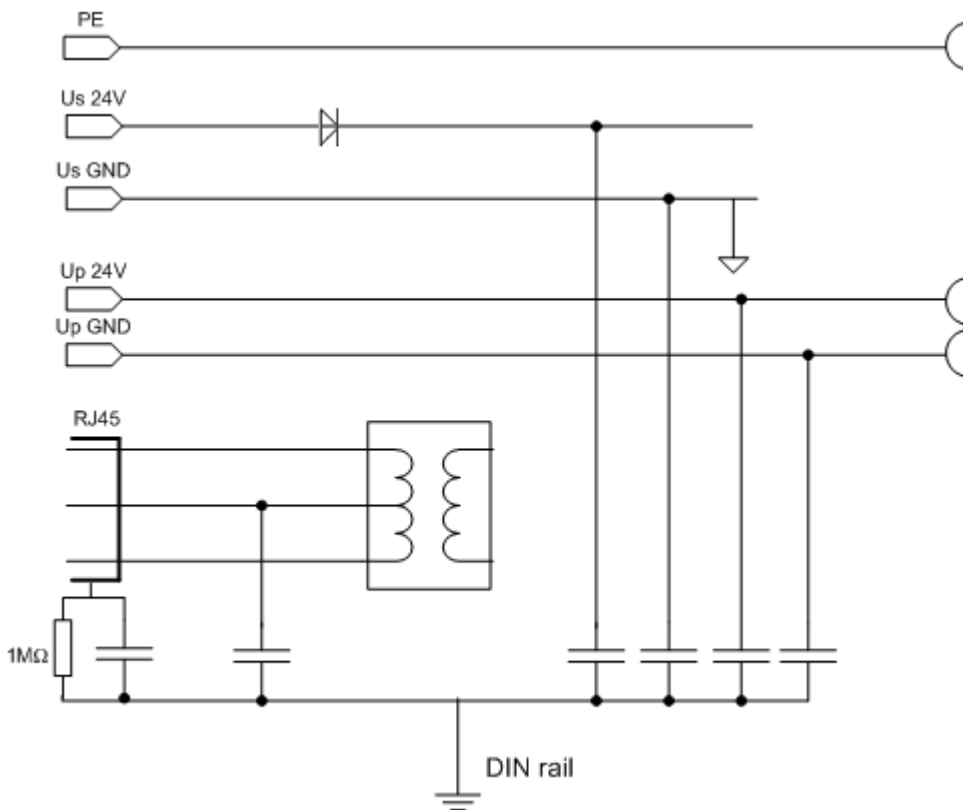 PE
Us 24V
Us GND
Up 24V
Up GND
RJ45
1MΩ
DIN rail